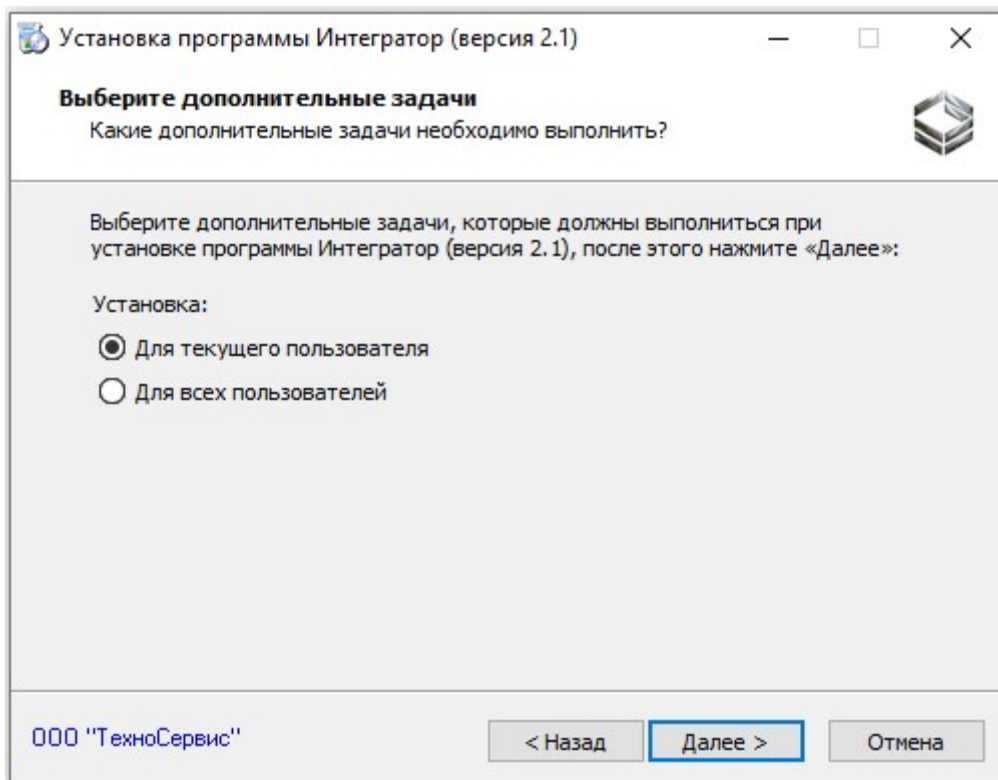 Установка программы Интегратор (версия 2.1)
Выберите дополнительные задачи
Какие дополнительные задачи необходимо выполнить?
Выберите дополнительные задачи, которые должны выполниться при
установке программы Интегратор (версия 2.1), после этого нажмите «Далее»:
Установка:
Для текущего пользователя
Для всех пользователей
ООО "ТехноСервис"
< Назад
Далее >
Отмена